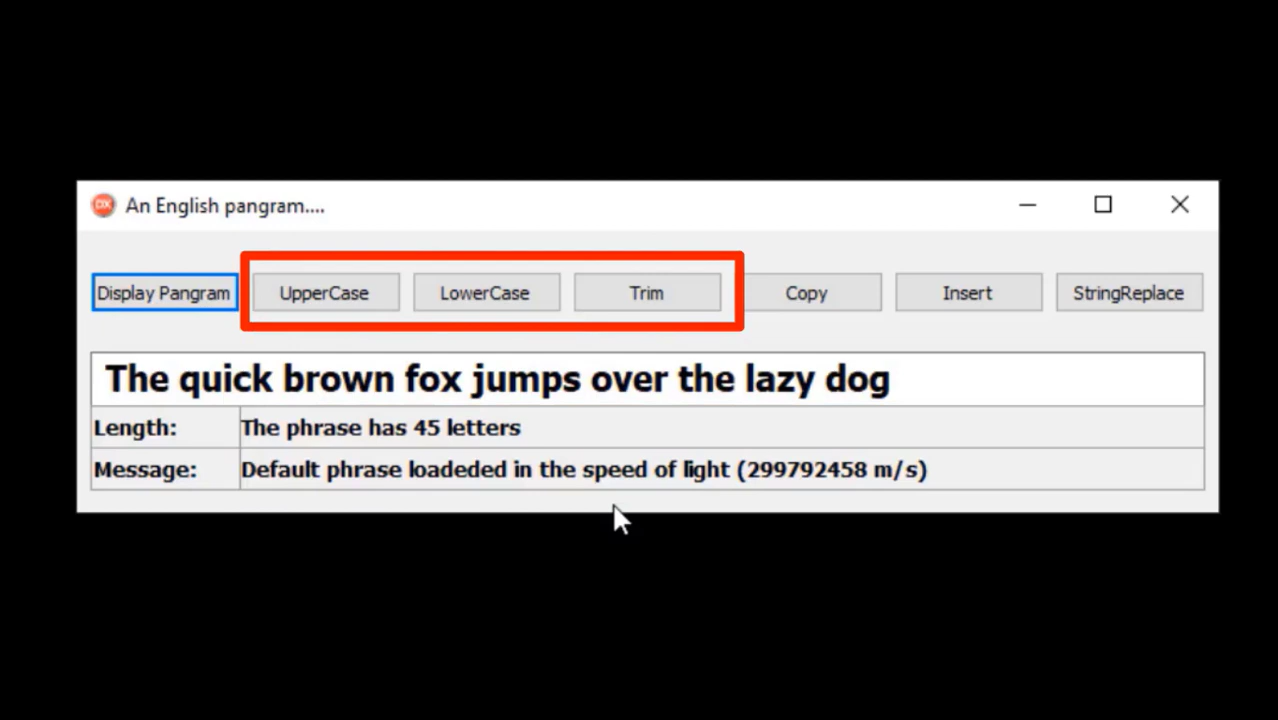 DX An English pangram....
Display Pangram UpperCase LowerCase Trim Copy Insert StringReplace
The quick brown fox jumps over the lazy dog
Length: The phrase has 45 letters
Message: Default phrase loadeded in the speed of light (299792458 m/s)